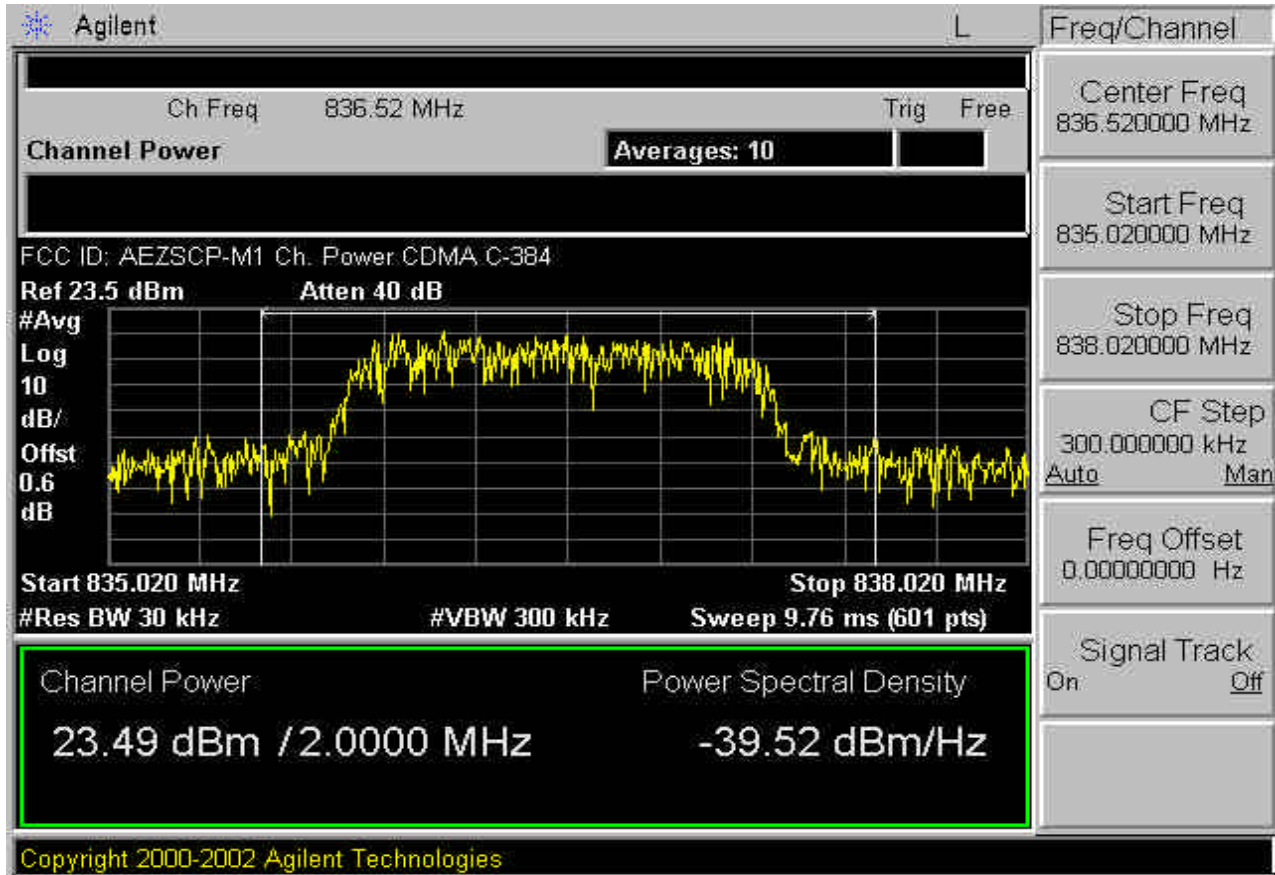 Agilent L Freq/Channel
Ch Freq 836.52 MHz Trig Free
Channel Power Averages: 10
FCC ID: AEZSCP-M1 Ch. Power CDMA C-384
Ref 23.5 dBm Atten 40 dB
#Avg
Log
10
dB/
Offst
0.6
dB
Start 835.020 MHz Stop 838.020 MHz
#Res BW 30 kHz #VBW 300 kHz Sweep 9.76 ms (601 pts)
Channel Power Power Spectral Density
23.49 dBm / 2.0000 MHz -39.52 dBm/Hz
Copyright 2000-2002 Agilent Technologies
Center Freq
836.520000 MHz
Start Freq
835.020000 MHz
Stop Freq
838.020000 MHz
CF Step
300.000000 kHz
Auto Man
Freq Offset
0.00000000 Hz
Signal Track
On Off